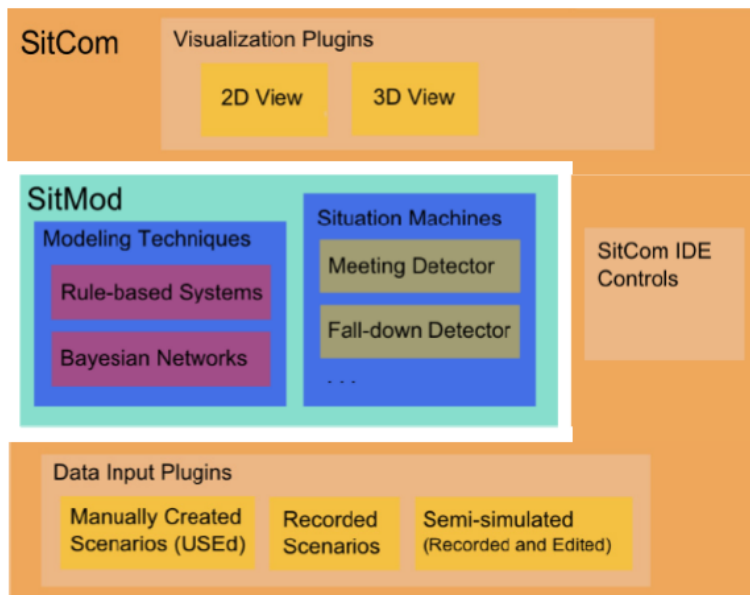 SitCom
Visualization Plugins
2D View
3D View
SitMod
Modeling Techniques
Rule-based Systems
Bayesian Networks
Situation Machines
Meeting Detector
Fall-down Detector
. . .
SitCom IDE
Controls
Data Input Plugins
Manually Created
Scenarios (USEd)
Recorded
Scenarios
Semi-simulated
(Recorded and Edited)